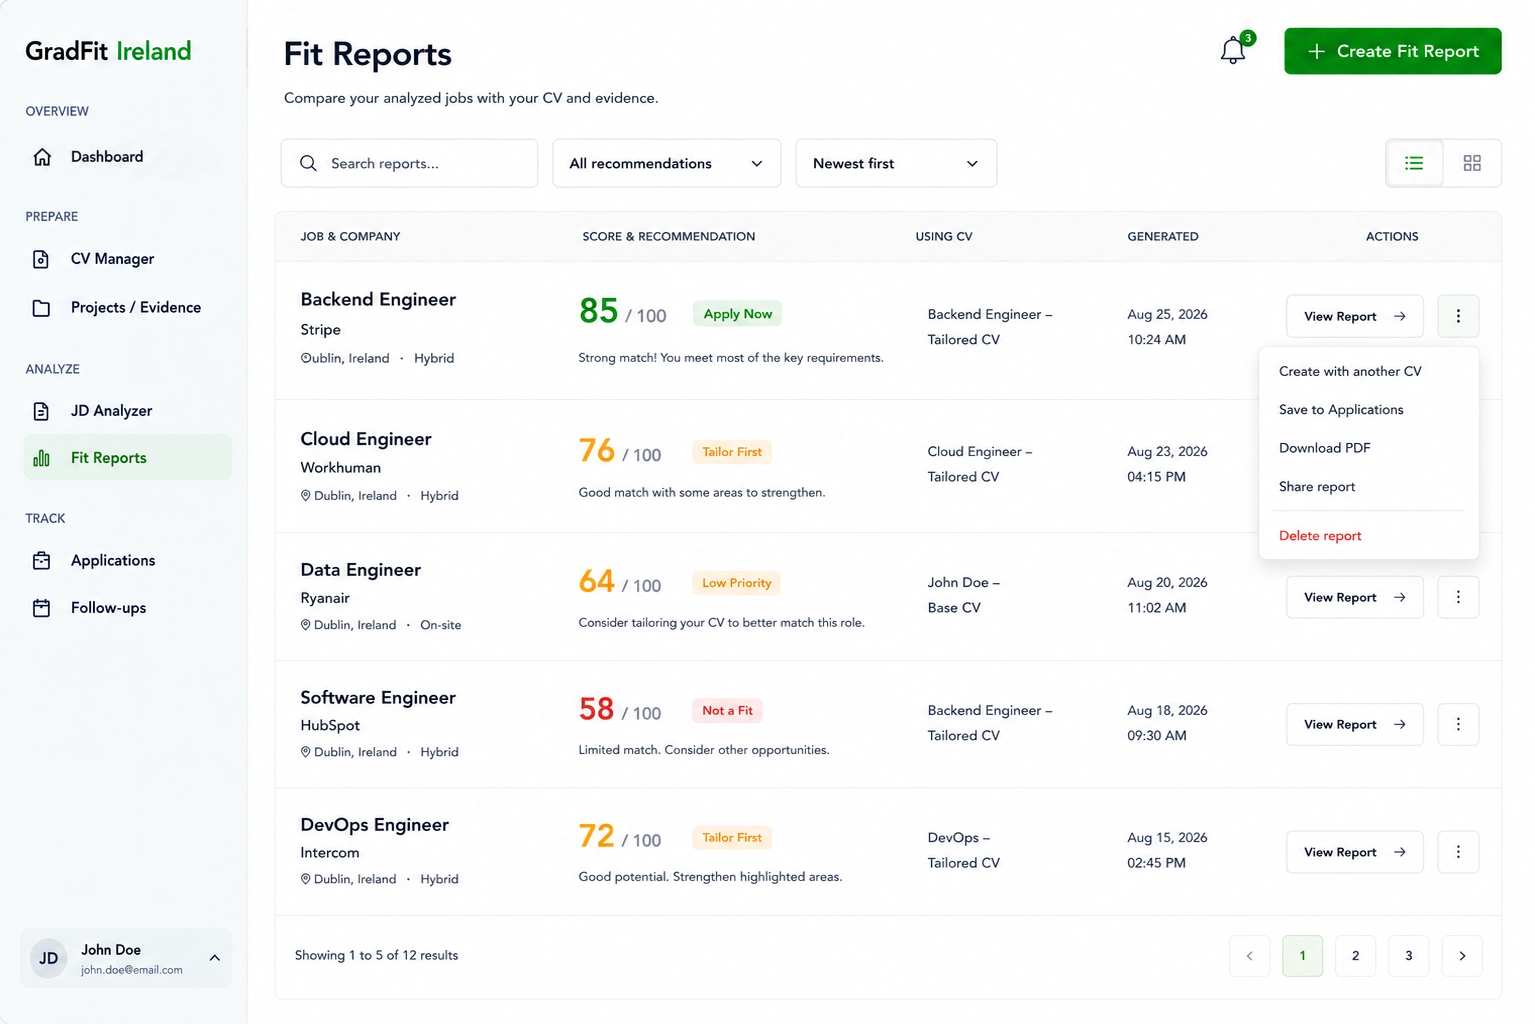 GradFit Ireland
OVERVIEW
Dashboard
PREPARE
CV Manager
Projects / Evidence
ANALYZE
JD Analyzer
Fit Reports
TRACK
Applications
Follow-ups
JD
John Doe
john.doe@email.com
Fit Reports
Compare your analyzed jobs with your CV and evidence.
3
Create Fit Report
Search reports...
All recommendations
Newest first
JOB & COMPANY
SCORE & RECOMMENDATION
USING CV
GENERATED
ACTIONS
Backend Engineer
Stripe
Dublin, Ireland · Hybrid
85 / 100
Apply Now
Strong match! You meet most of the key requirements.
Backend Engineer –
Tailored CV
Aug 25, 2026
10:24 AM
View Report
Create with another CV
Save to Applications
Download PDF
Share report
Delete report
Cloud Engineer
Workhuman
Dublin, Ireland · Hybrid
76 / 100
Tailor First
Good match with some areas to strengthen.
Cloud Engineer –
Tailored CV
Aug 23, 2026
04:15 PM
Data Engineer
Ryanair
Dublin, Ireland · On-site
64 / 100
Low Priority
Consider tailoring your CV to better match this role.
John Doe –
Base CV
Aug 20, 2026
11:02 AM
View Report
Software Engineer
HubSpot
Dublin, Ireland · Hybrid
58 / 100
Not a Fit
Limited match. Consider other opportunities.
Backend Engineer –
Tailored CV
Aug 18, 2026
09:30 AM
View Report
DevOps Engineer
Intercom
Dublin, Ireland · Hybrid
72 / 100
Tailor First
Good potential. Strengthen highlighted areas.
DevOps –
Tailored CV
Aug 15, 2026
02:45 PM
View Report
Showing 1 to 5 of 12 results
1
2
3